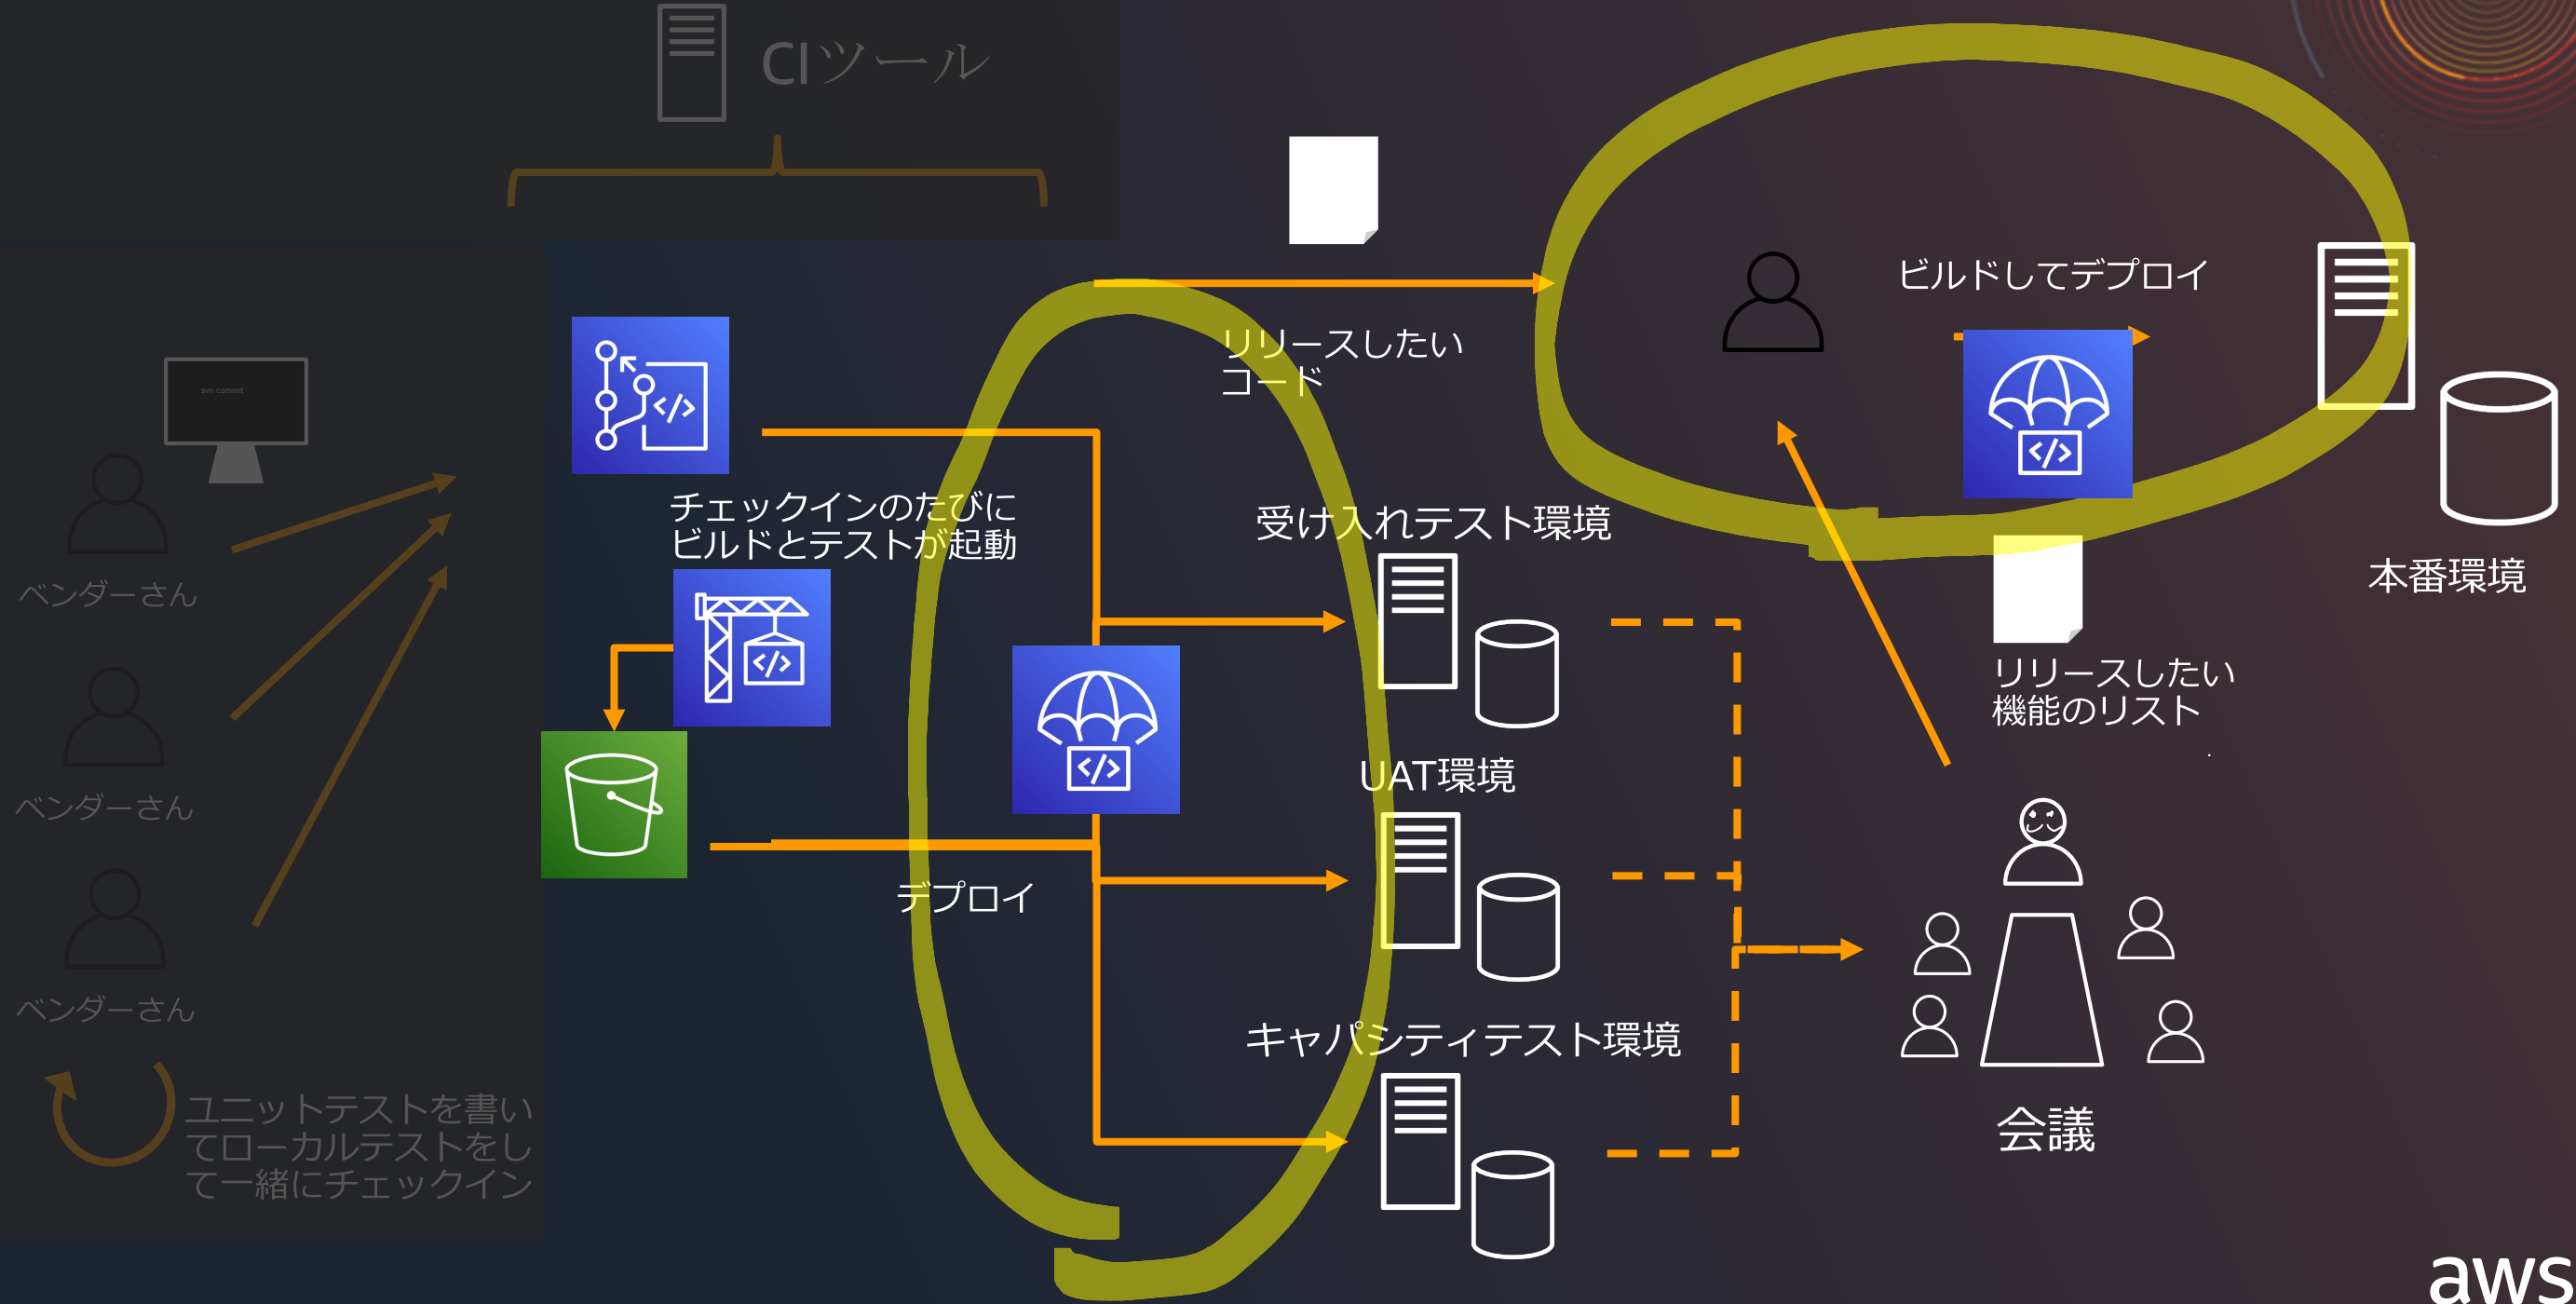 CIツール
svn commit
ベンダーさん
ベンダーさん
ベンダーさん
ユニットテストを書い
てローカルテストをし
て一緒にチェックイン
チェックインのたびに
ビルドとテストが起動
デプロイ
リリースしたい
コード
受け入れテスト環境
UAT環境
キャパシティテスト環境
ビルドしてデプロイ
本番環境
リリースしたい
機能のリスト
会議
aws